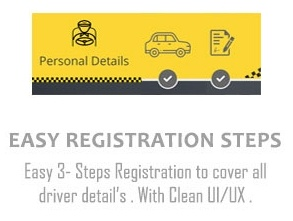 Personal Details
EASY REGISTRATION STEPS
Easy 3- Steps Registration to cover all
driver detail's . With Clean UI/UX .